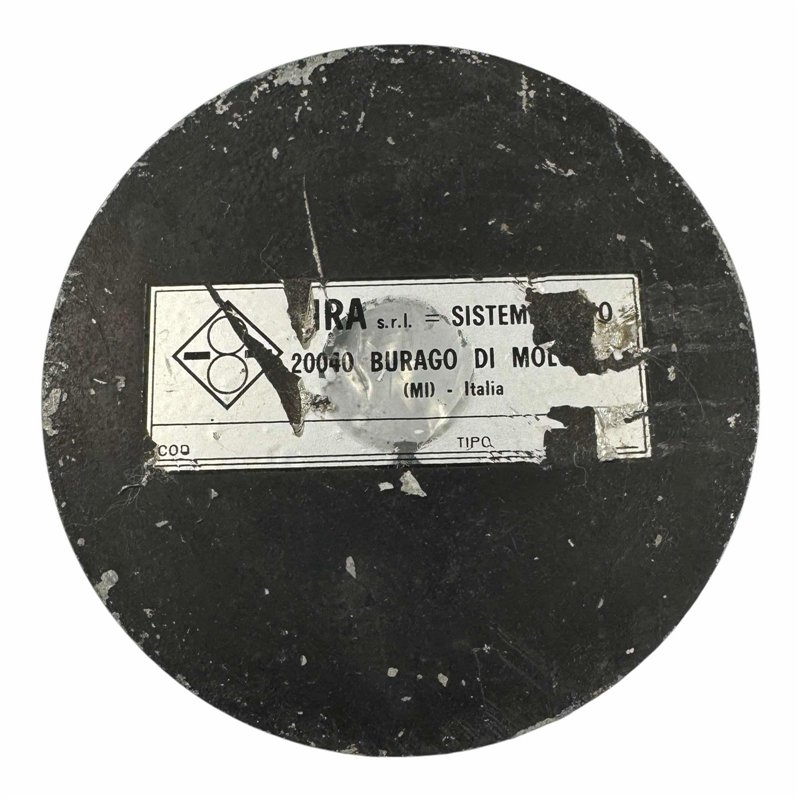 IRA s.r.l. = SISTEM
20040 BURAGO DI MOL
(MI) - Italia
COD TIPO